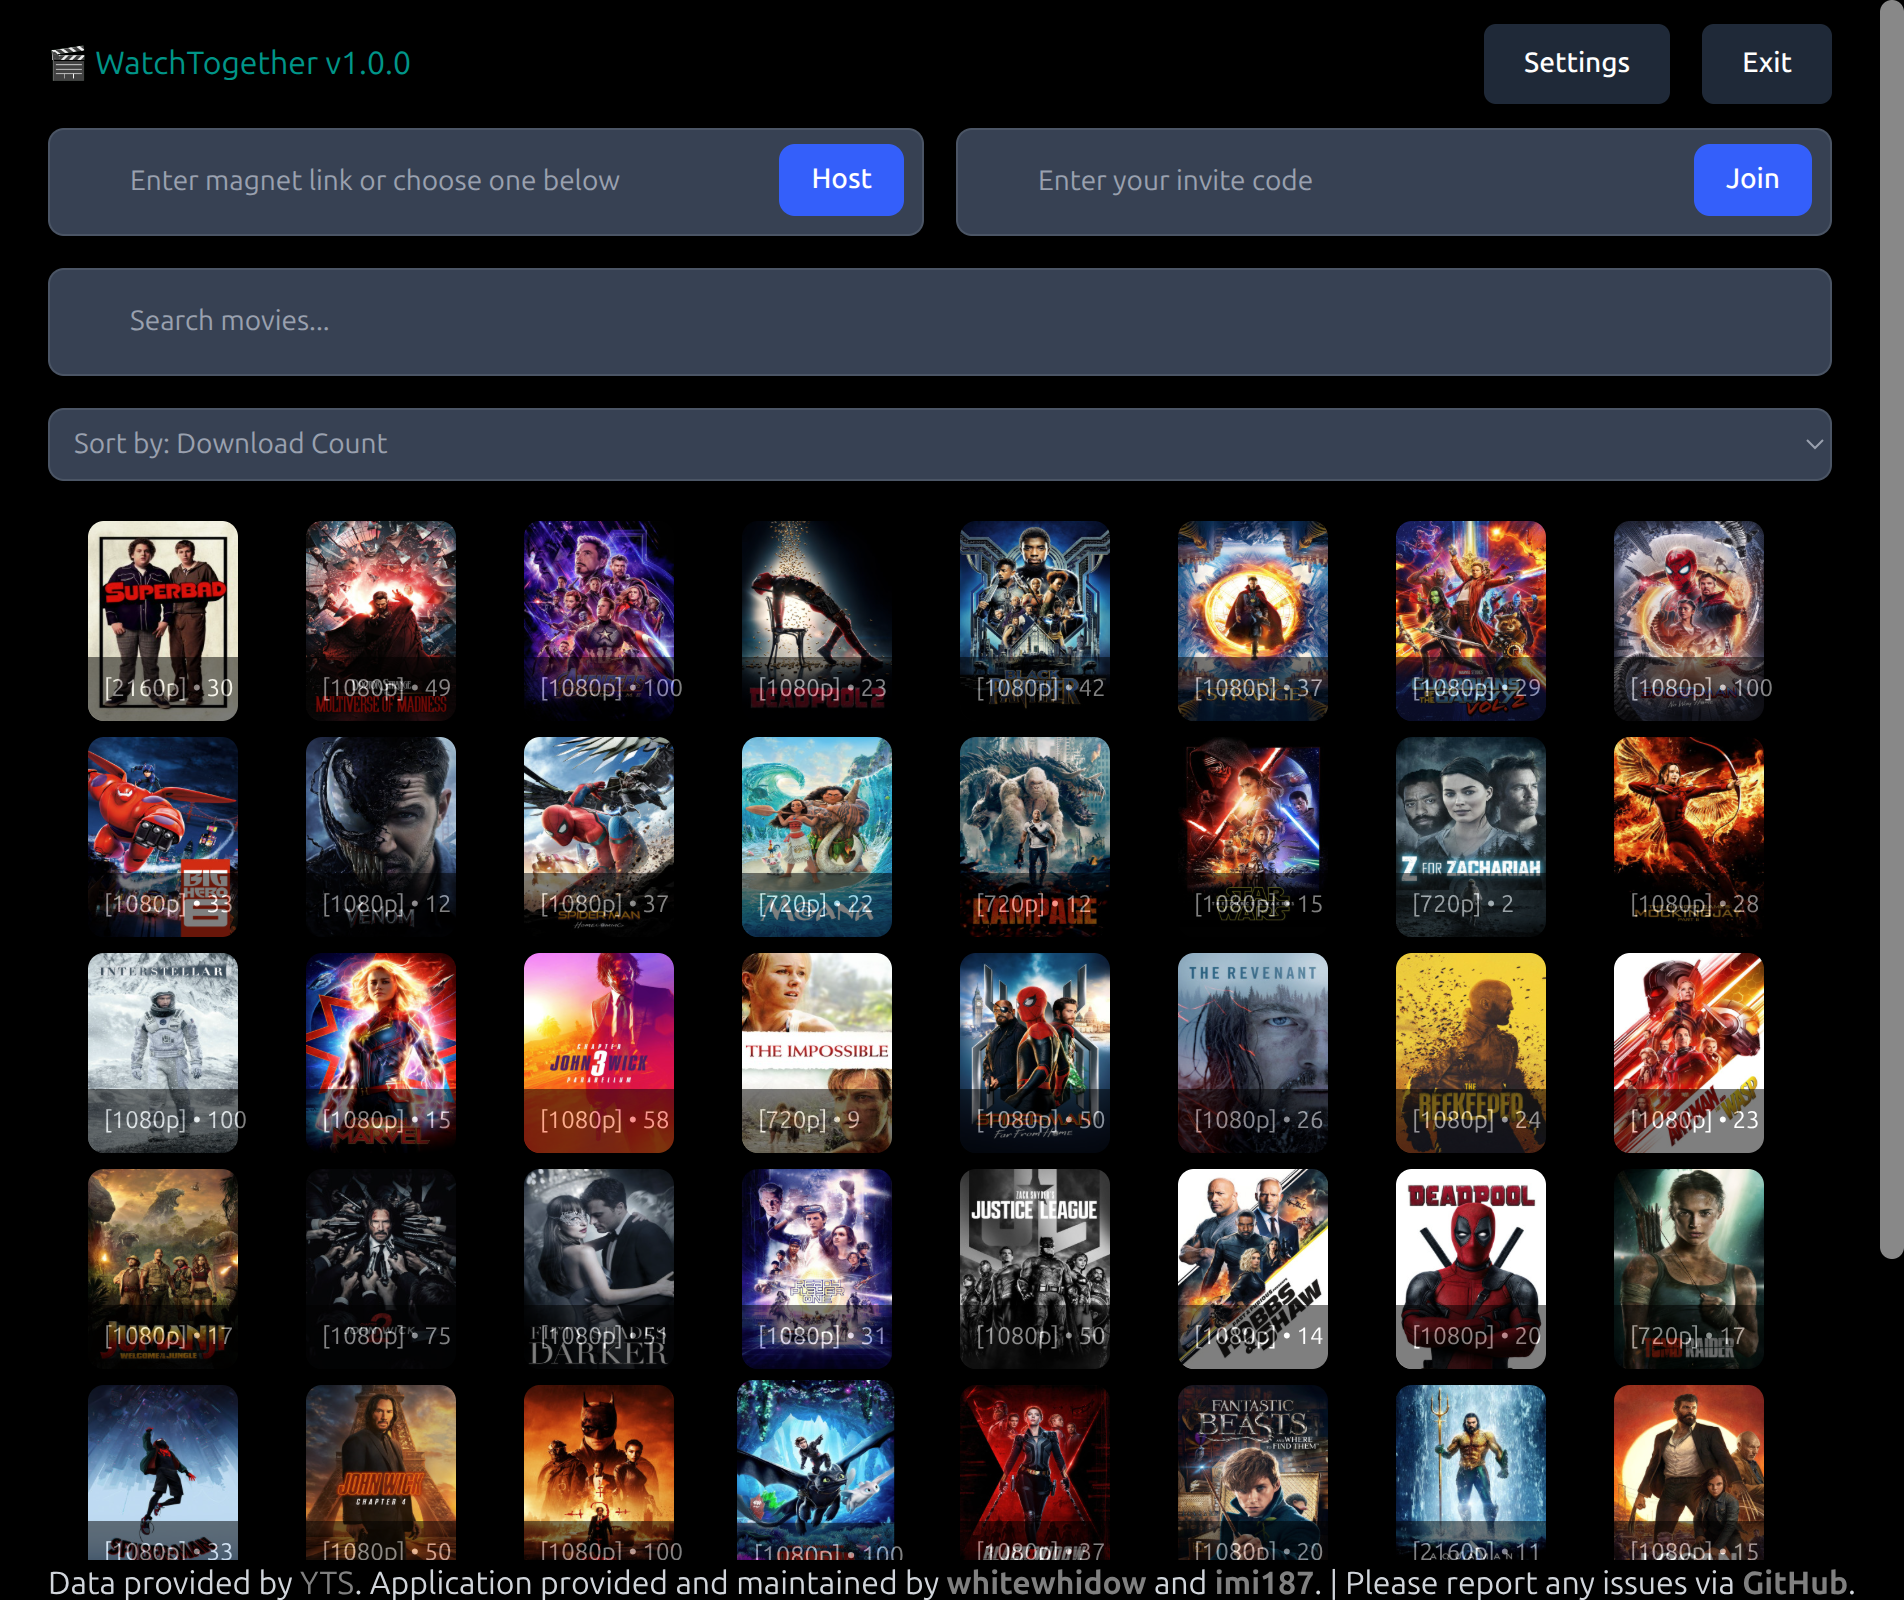 WatchTogether v1.0.0
Settings
Exit
Enter magnet link or choose one below
Host
Enter your invite code
Join
Search movies...
Sort by: Download Count
SUPERBAD
[2160p] • 30
[1080p] • 49
MULTIVERSE OF MADNESS
[1080p] • 100
[1080p] • 23
DEADPOOL 2
[1080p] • 42
[1080p] • 37
STRANGE
[1080p] • 29
VOL. 2
[1080p] • 100
No Way Home
BIG
HERO
6
[1080p] • 33
[1080p] • 12
VENOM
[1080p] • 37
SPIDER-MAN
Homecoming
[720p] • 22
MOANA
[720p] • 12
RAMPAGE
[1080p] • 15
STAR
WARS
Z FOR ZACHARIAH
[720p] • 2
[1080p] • 28
MOCKINGJAY
INTERSTELLAR
[1080p] • 100
[1080p] • 15
MARVEL
CHAPTER
JOHN 3 WICK
PARABELLUM
[1080p] • 58
THE IMPOSSIBLE
[720p] • 9
[1080p] • 50
Far From Home
THE REVENANT
[1080p] • 26
THE
BEEKEEPER
[1080p] • 24
[1080p] • 23
ANT-MAN
WASP
[1080p] • 17
JUMANJI
WELCOME TO THE JUNGLE
[1080p] • 75
[1080p] • 51
DARKER
READY
PLAYER
ONE
[1080p] • 31
ZACK SNYDER'S
JUSTICE LEAGUE
[1080p] • 50
HOBBS
& SHAW
[1080p] • 14
DEADPOOL
[1080p] • 20
[720p] • 17
TOMB RAIDER
[1080p] • 33
JOHN WICK
CHAPTER 4
[1080p] • 50
[1080p] • 100
[1080p] • 100
[1080p] • 37
FANTASTIC
BEASTS
AND WHERE
TO FIND THEM
[1080p] • 20
[2160p] • 11
[1080p] • 15
Data provided by YTS. Application provided and maintained by whitewhidow and imi187. | Please report any issues via GitHub.